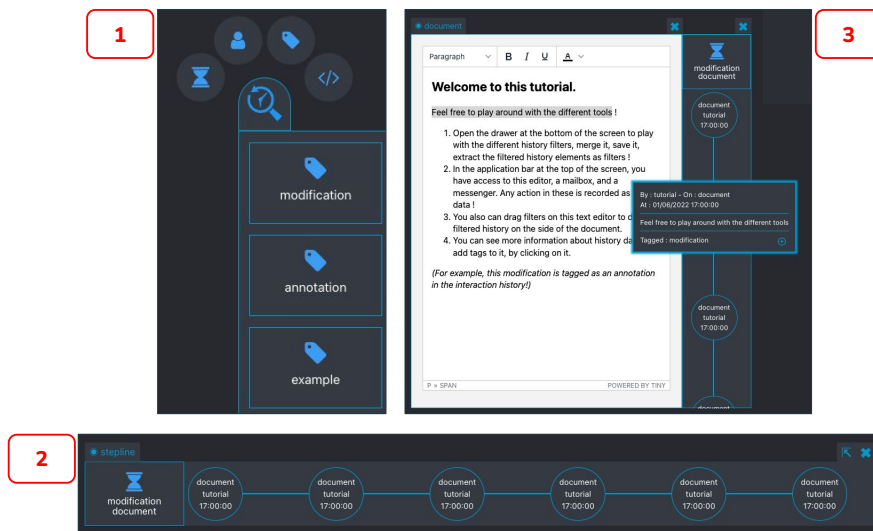 1
</>
modification
annotation
example
document
Paragraph
B I U A
Welcome to this tutorial.
Feel free to play around with the different tools !
1. Open the drawer at the bottom of the screen to play
with the different history filters, merge it, save it,
extract the filtered history elements as filters !
2. In the application bar at the top of the screen, you
have access to this editor, a mailbox, and a
messenger. Any action in these is recorded as
data !
3. You also can drag filters on this text editor to d
filtered history on the side of the document.
4. You can see more information about history da
add tags to it, by clicking on it.
(For example, this modification is tagged as an annotation
in the interaction history!)
P » SPAN
POWERED BY TINY
modification
document
document
tutorial
17:00:00
By : tutorial - On : document
At : 01/06/2022 17:00:00
Feel free to play around with the different tools
Tagged : modification
document
tutorial
17:00:00
document
3
2
stepline
modification
document
document
tutorial
17:00:00
document
tutorial
17:00:00
document
tutorial
17:00:00
document
tutorial
17:00:00
document
tutorial
17:00:00
document
tutorial
17:00:00